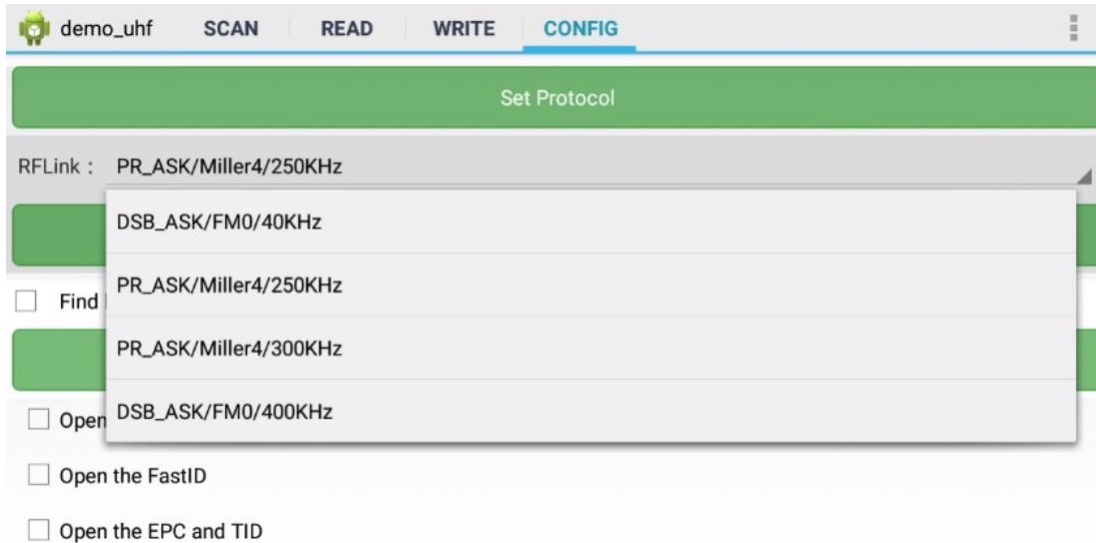 demo_uhf SCAN READ WRITE CONFIG
Set Protocol
RFLink : PR_ASK/Miller4/250KHz
DSB_ASK/FM0/40KHz
PR_ASK/Miller4/250KHz
Find
PR_ASK/Miller4/300KHz
Open
DSB_ASK/FM0/400KHz
Open the FastID
Open the EPC and TID